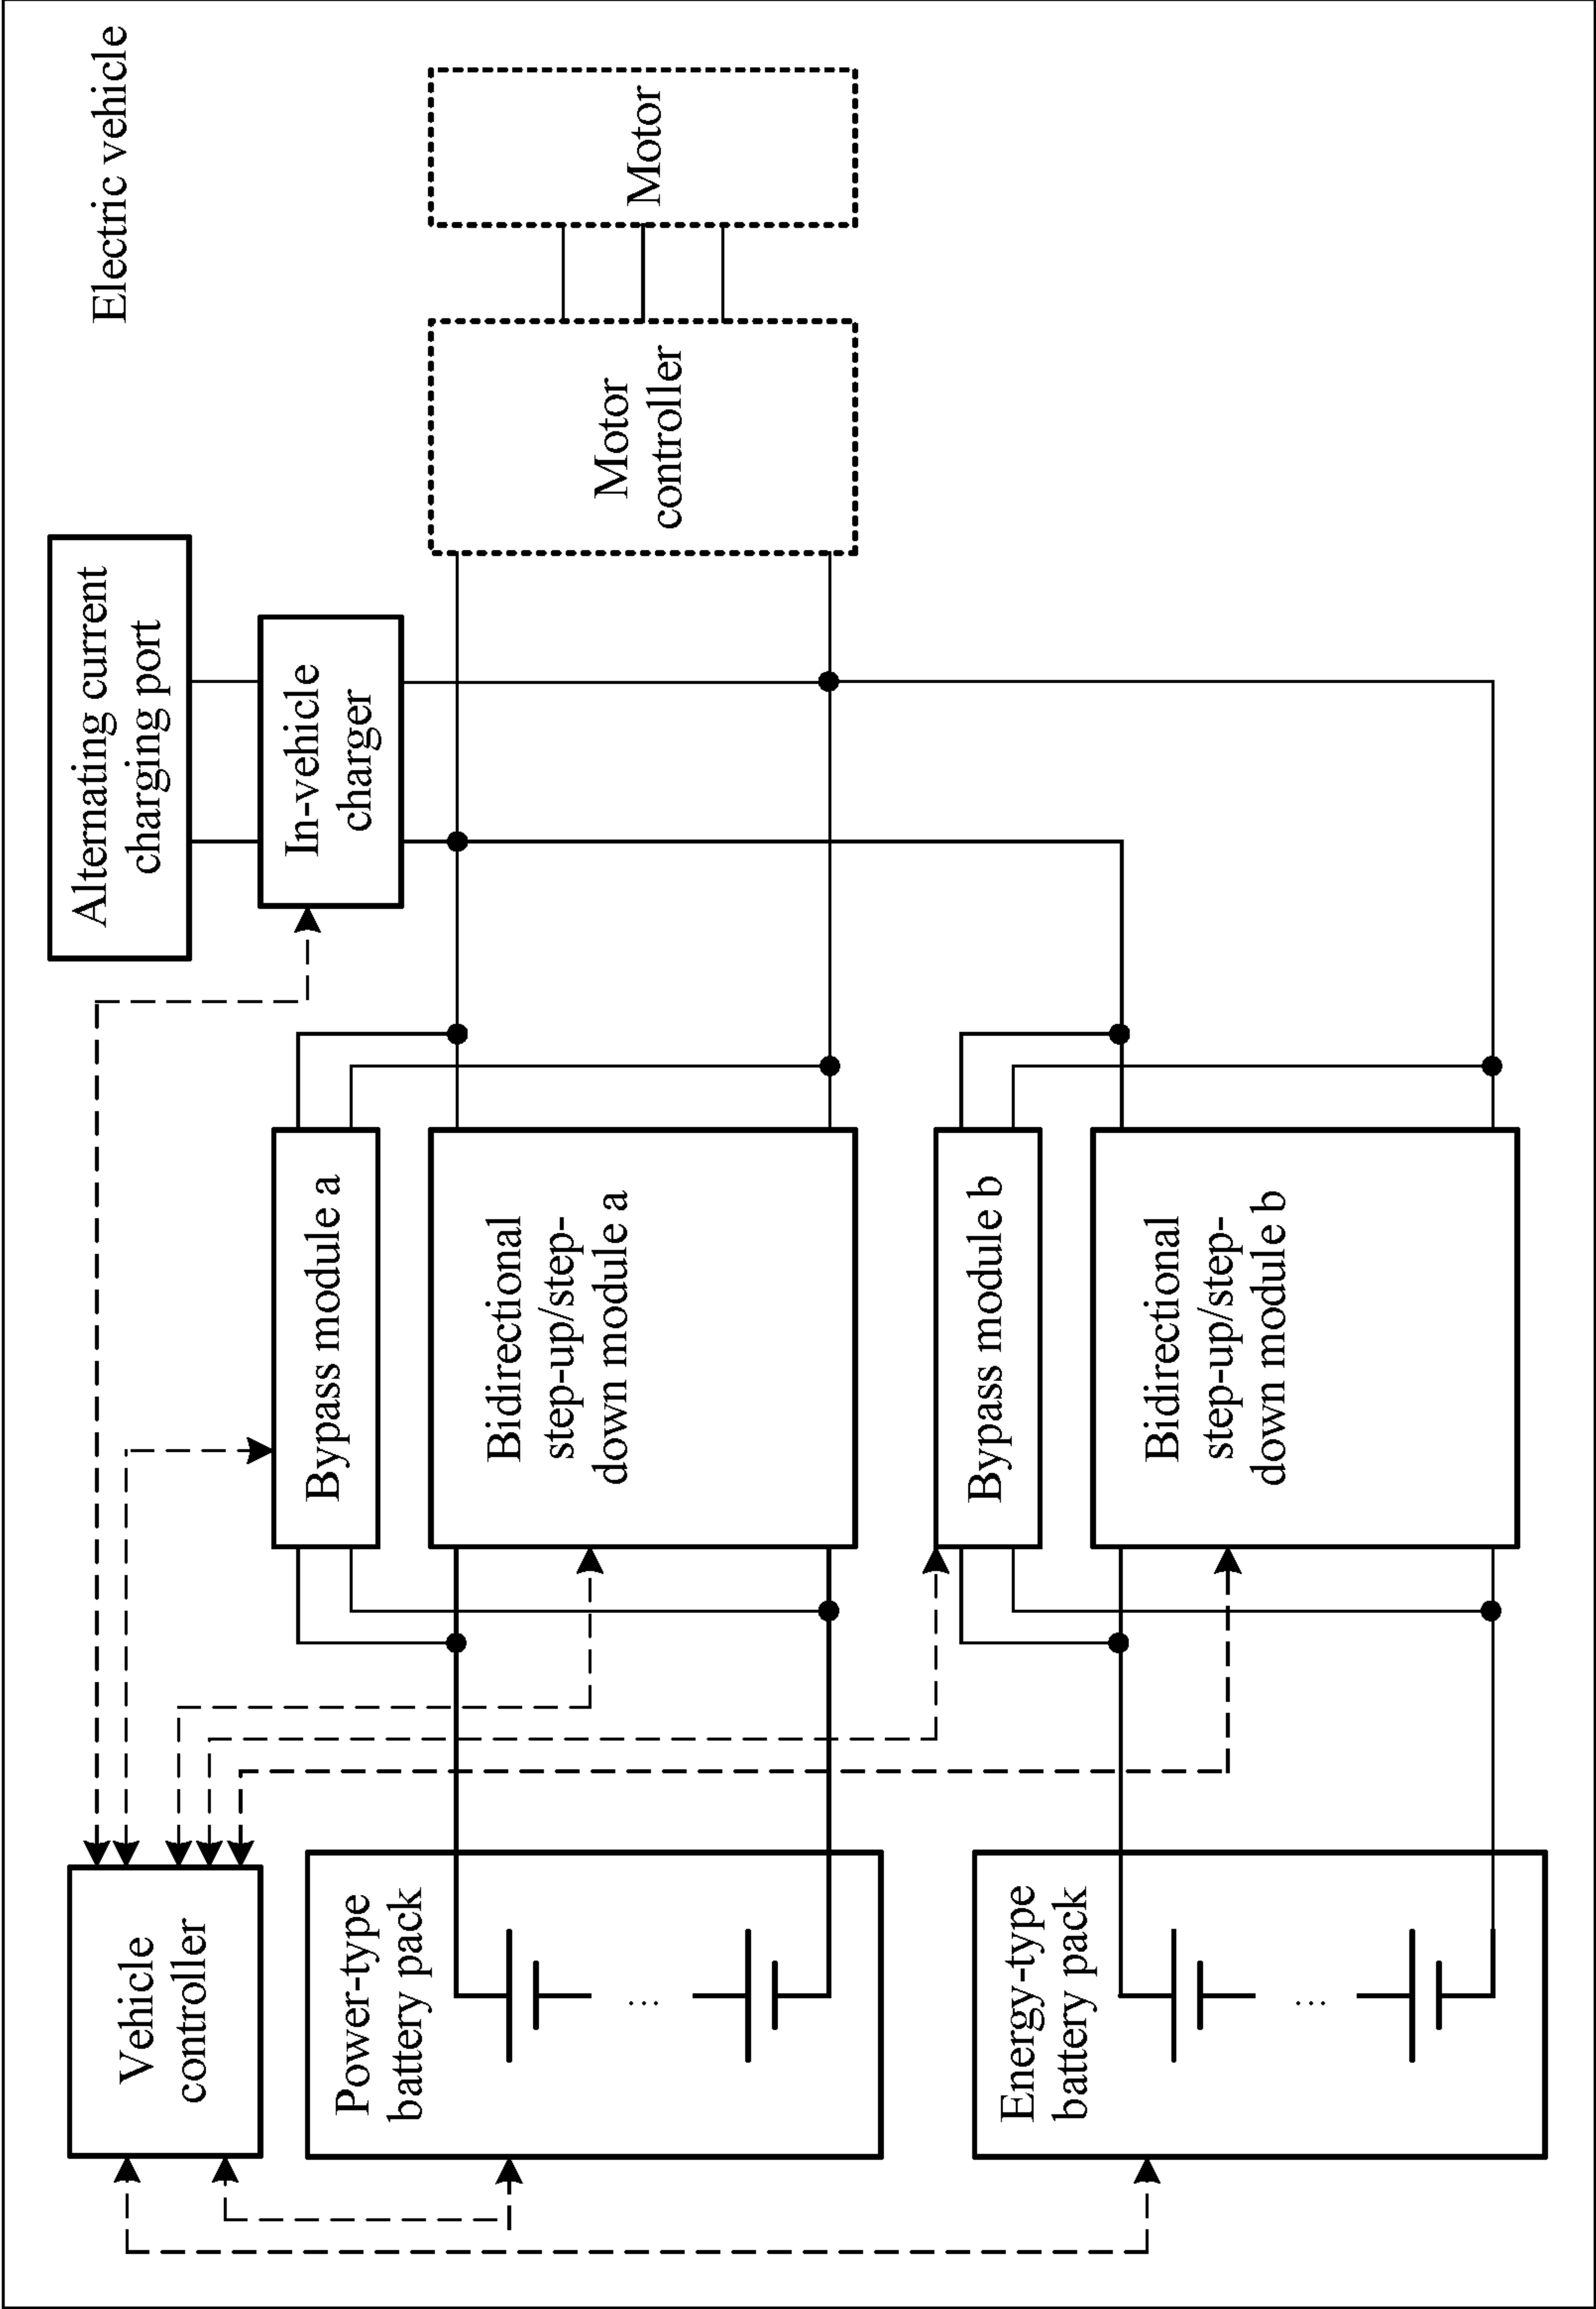 Electric vehicle
Alternating current
charging port
Vehicle
controller
In-vehicle
charger
Bypass module a
Power-type
battery pack
...
Bidirectional
step-up/step-
down module a
Motor
controller
Motor
Bypass module b
Energy-type
battery pack
...
Bidirectional
step-up/step-
down module b